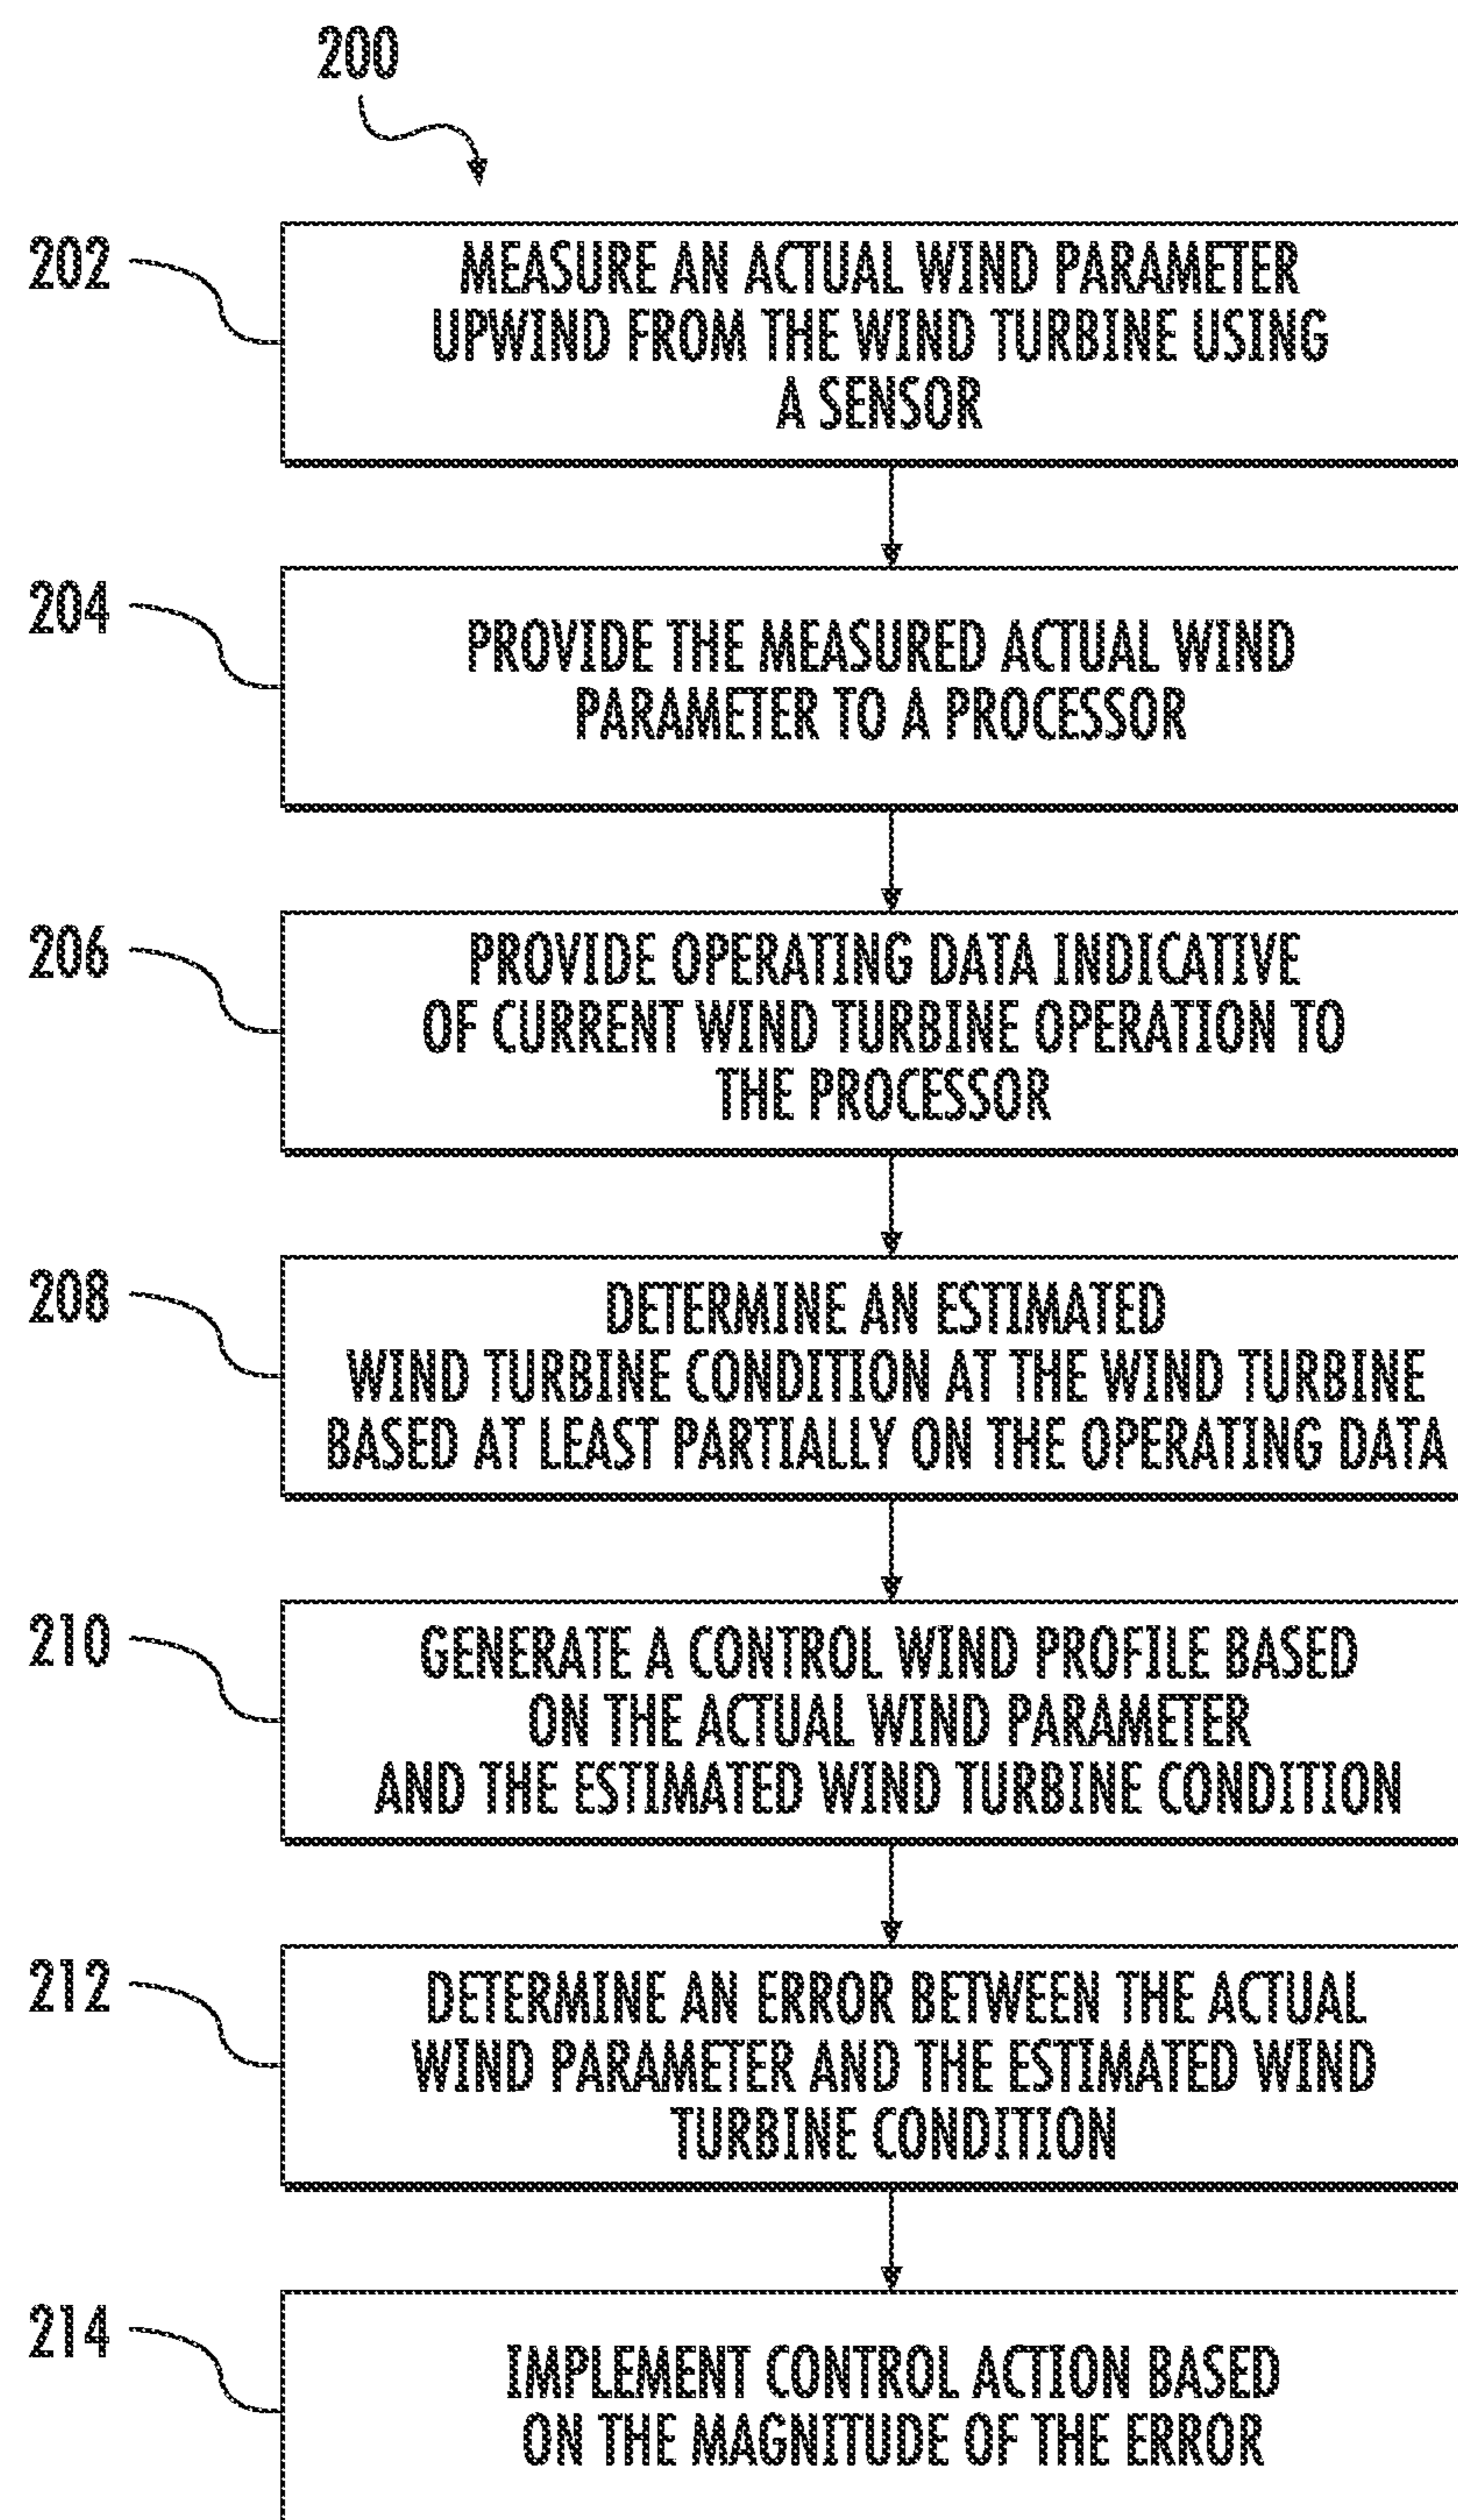 200
202
MEASURE AN ACTUAL WIND PARAMETER
UPWIND FROM THE WIND TURBINE USING
A SENSOR
204
PROVIDE THE MEASURED ACTUAL WIND
PARAMETER TO A PROCESSOR
206
PROVIDE OPERATING DATA INDICATIVE
OF CURRENT WIND TURBINE OPERATION TO
THE PROCESSOR
208
DETERMINE AN ESTIMATED
WIND TURBINE CONDITION AT THE WIND TURBINE
BASED AT LEAST PARTIALLY ON THE OPERATING DATA
210
GENERATE A CONTROL WIND PROFILE BASED
ON THE ACTUAL WIND PARAMETER
AND THE ESTIMATED WIND TURBINE CONDITION
212
DETERMINE AN ERROR BETWEEN THE ACTUAL
WIND PARAMETER AND THE ESTIMATED WIND
TURBINE CONDITION
214
IMPLEMENT CONTROL ACTION BASED
ON THE MAGNITUDE OF THE ERROR